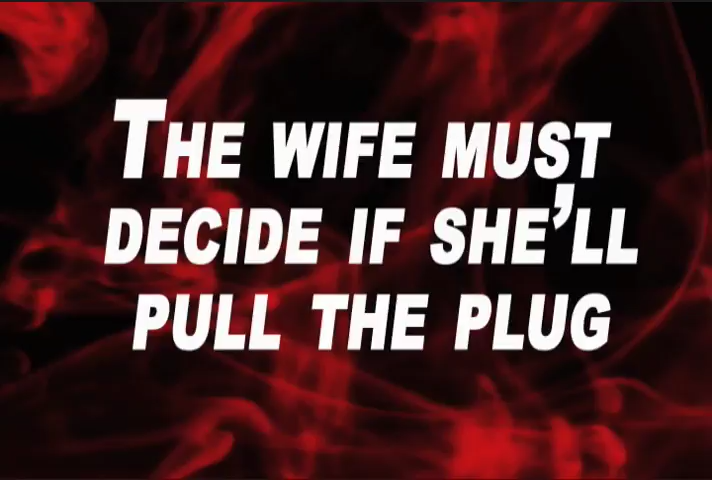 THE WIFE MUST
DECIDE IF SHE'LL
PULL THE PLUG